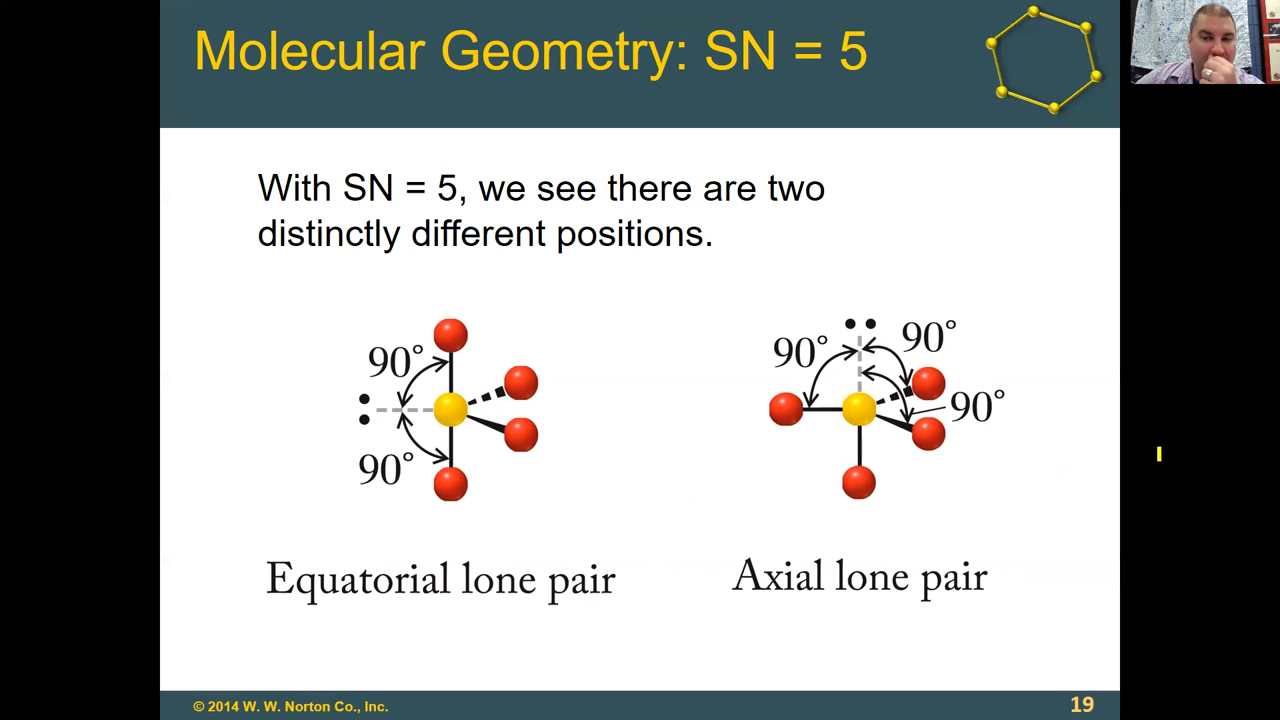 Molecular Geometry: SN = 5
With SN = 5, we see there are two
distinctly different positions.
90°
:
90°
Equatorial lone pair
90°
90°
90°
Axial lone pair
© 2014 W. W. Norton Co., Inc.
19